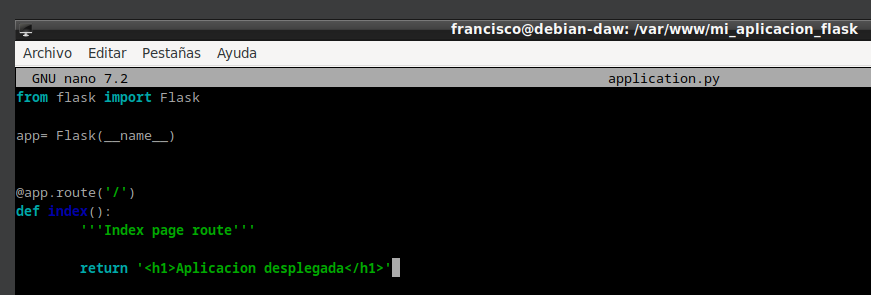 francisco@debian-daw: /var/www/mi_aplicacion_flask
Archivo Editar Pestañas Ayuda
GNU nano 7.2 application.py
from flask import Flask
app= Flask(__name__)
@app.route('/')
def index():
'''Index page route'''
return '<h1>Aplicacion desplegada</h1>'